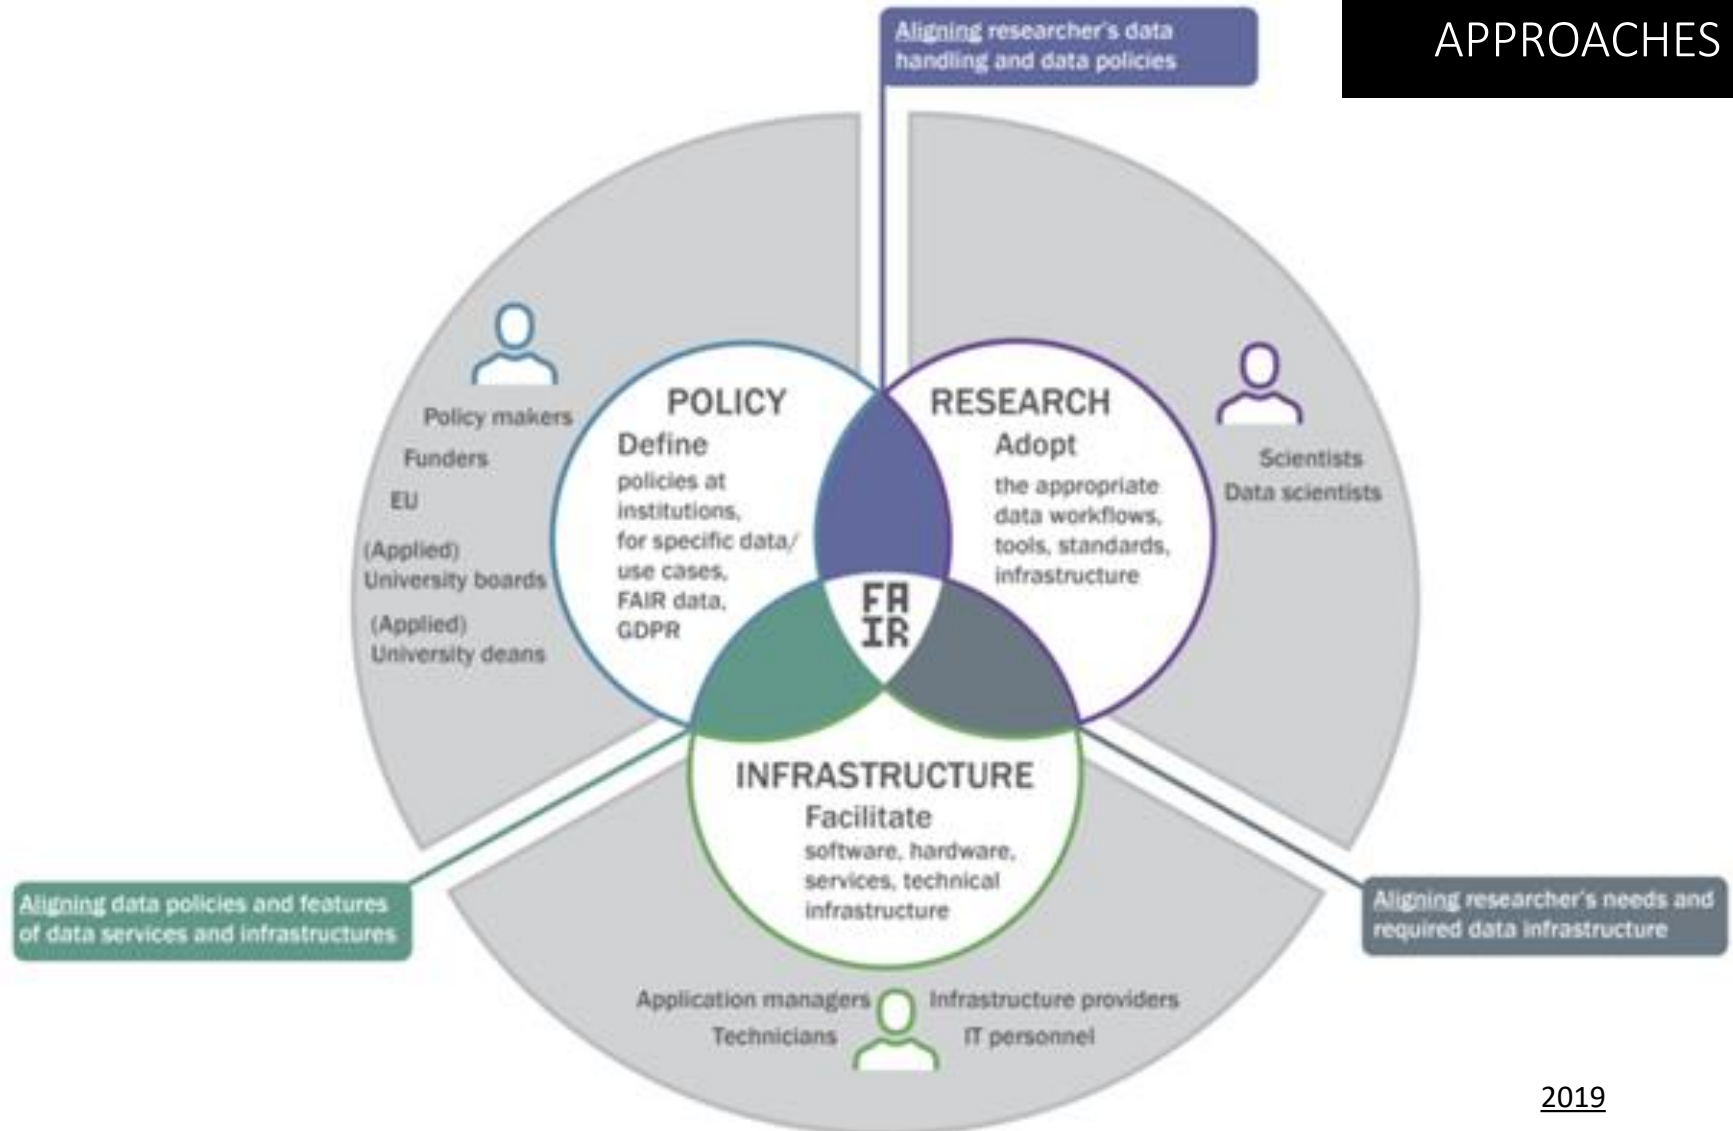 APPROACHES
Aligning researcher's data
handling and data policies
Policy makers
Funders
EU
(Applied)
University boards
(Applied)
University deans
POLICY
Define
policies at
institutions,
for specific data/
use cases,
FAIR data,
GDPR
RESEARCH
Adopt
the appropriate
data workflows,
tools, standards,
infrastructure
Scientists
Data scientists
FA
IR
INFRASTRUCTURE
Facilitate
software, hardware,
services, technical
infrastructure
Aligning data policies and features
of data services and infrastructures
Aligning researcher's needs and
required data infrastructure
Application managers
Technicians
Infrastructure providers
IT personnel
2019